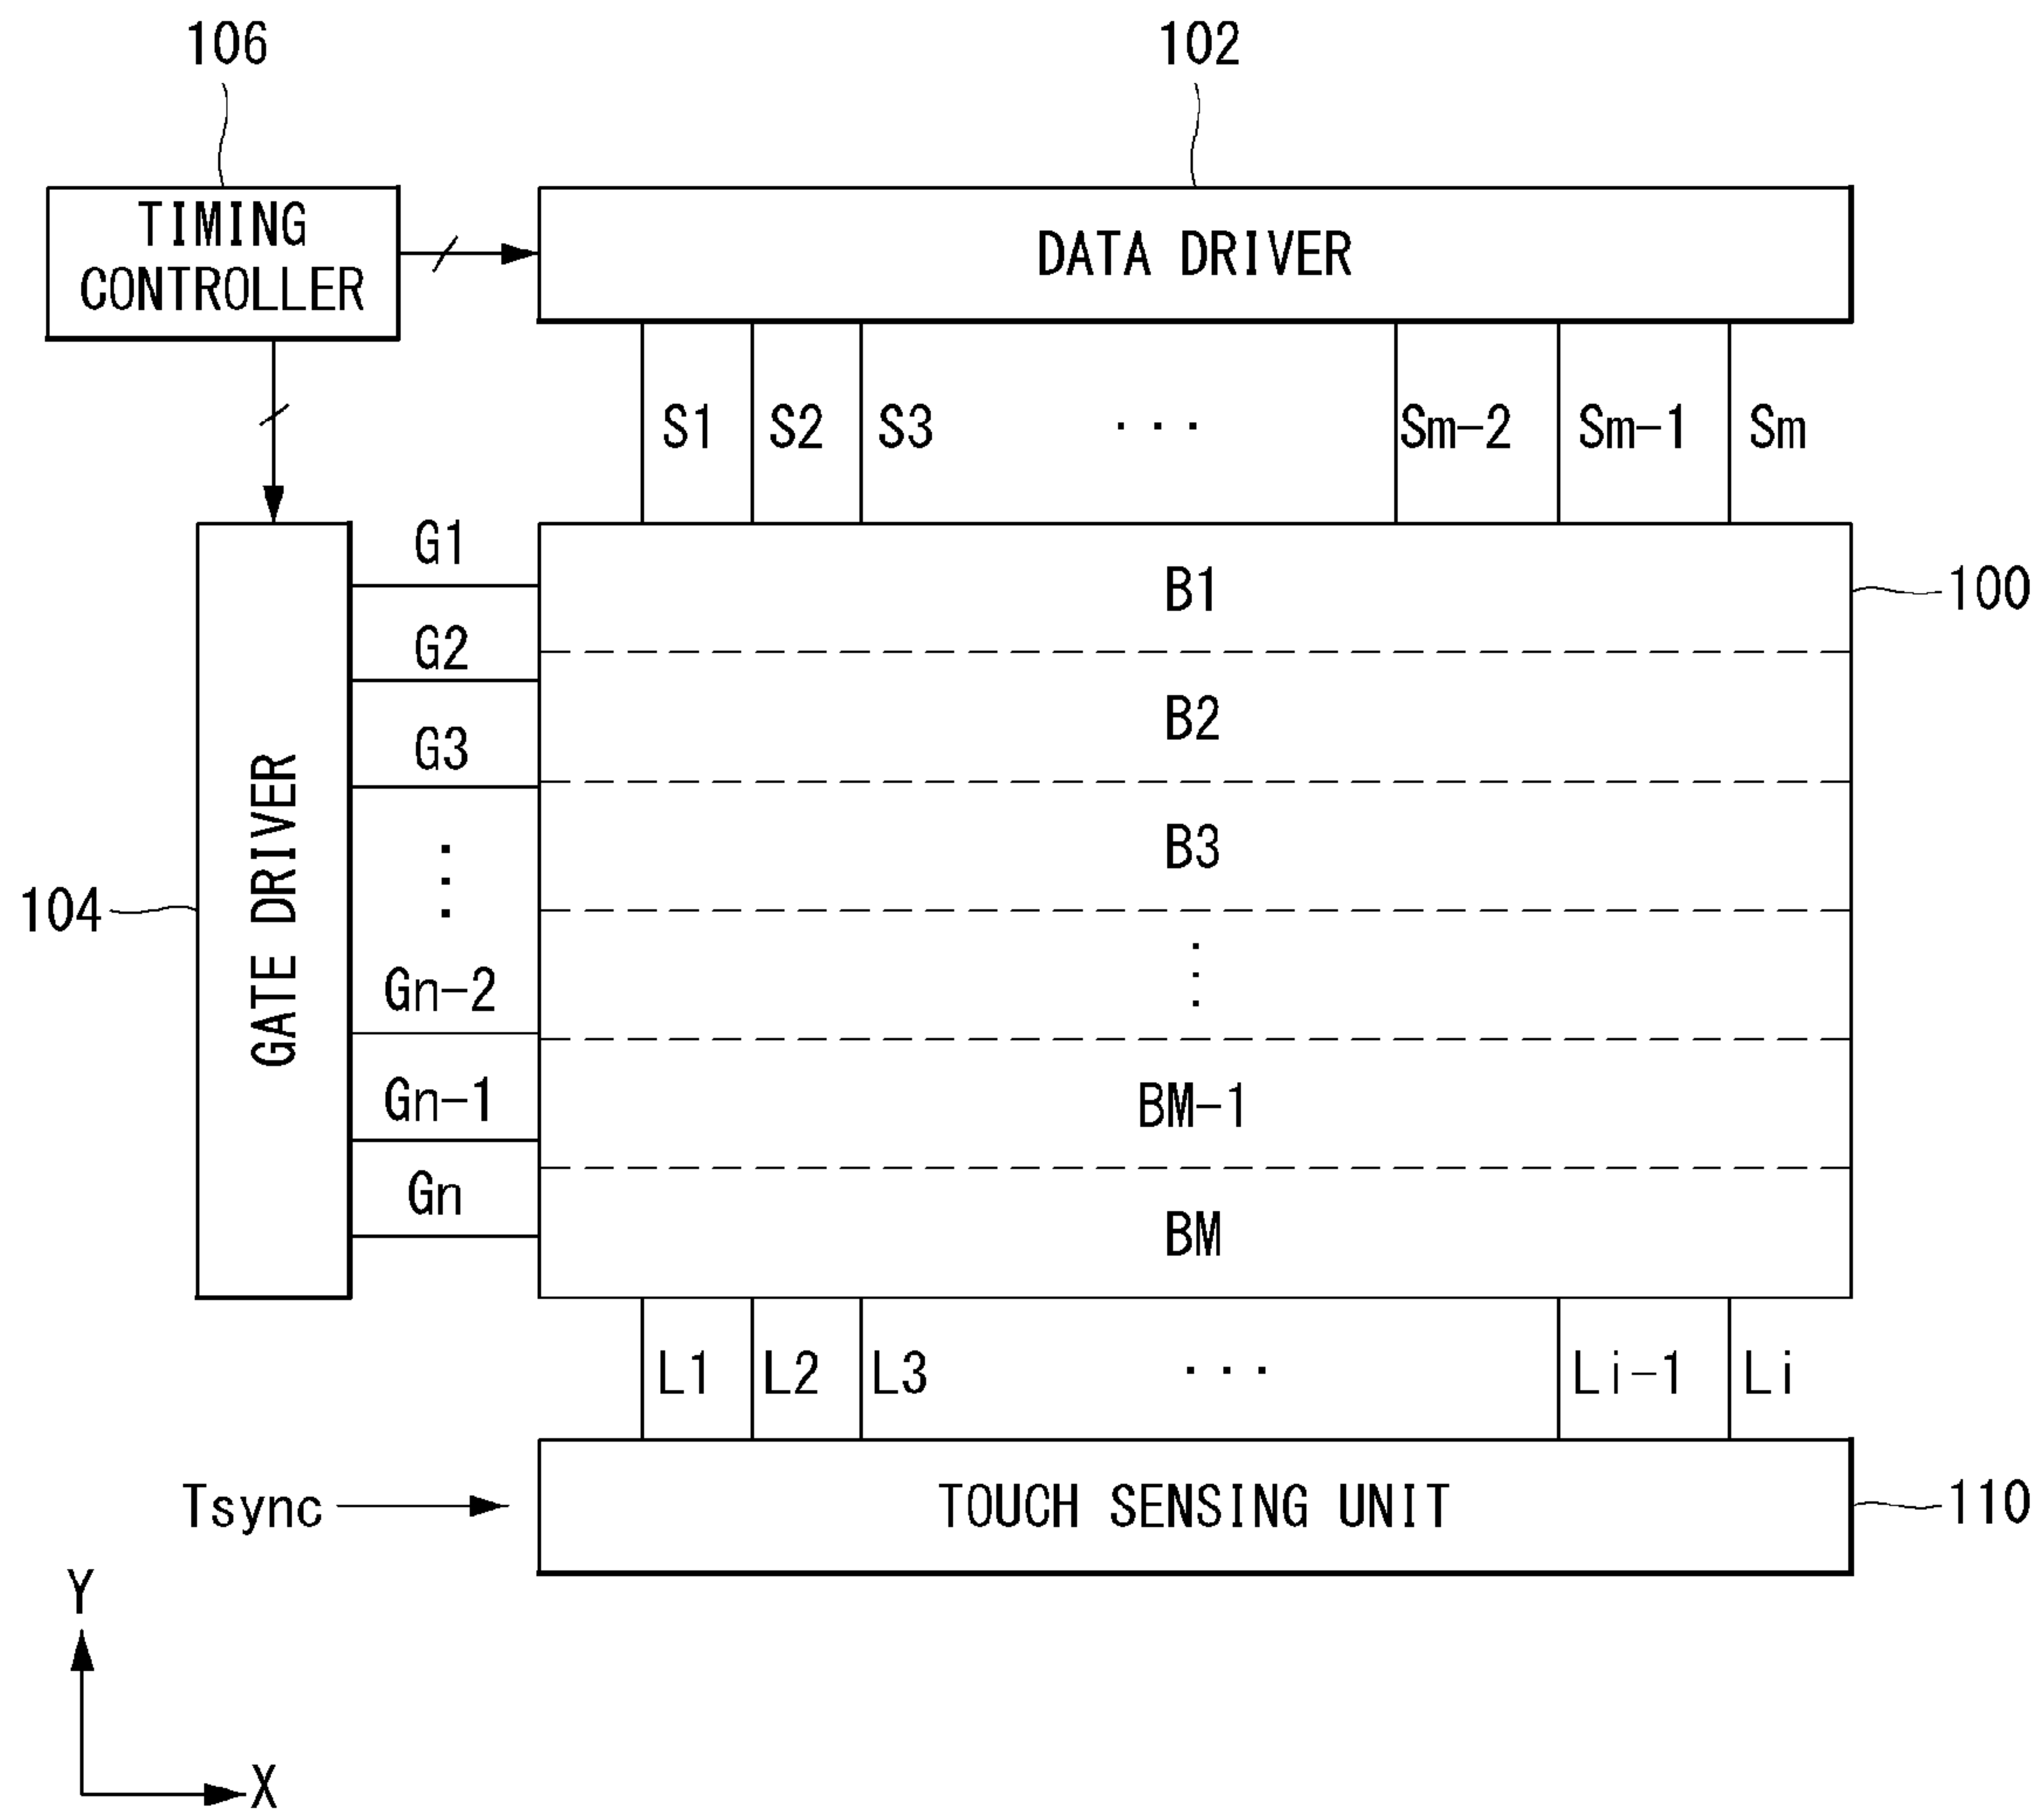 106
102
TIMING
CONTROLLER
DATA DRIVER
S1 S2 S3 ... Sm-2 Sm-1 Sm
G1
B1
100
G2
B2
G3
B3
GATE DRIVER
104
Gn-2
Gn-1
BM-1
Gn
BM
L1 L2 L3 ... Li-1 Li
Tsync
TOUCH SENSING UNIT
110
Y
X